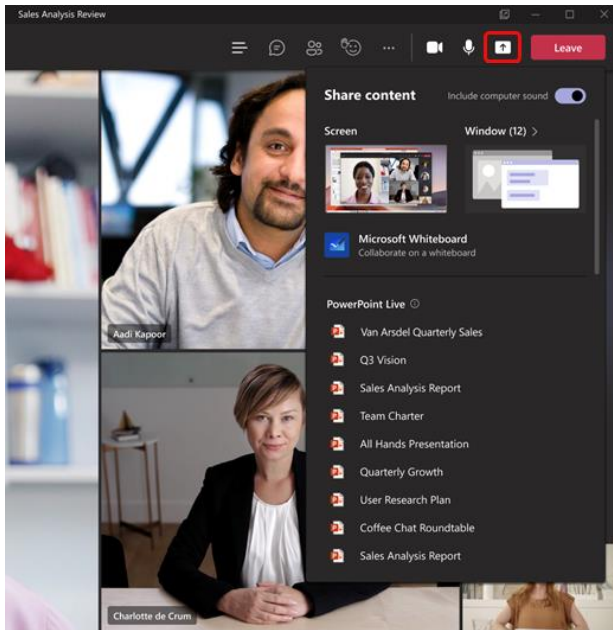 Sales Analysis Review
Leave
Share content
Include computer sound
Screen
Window (12) >
Microsoft Whiteboard
Collaborate on a whiteboard
PowerPoint Live
Van Arsdel Quarterly Sales
Q3 Vision
Sales Analysis Report
Team Charter
All Hands Presentation
Quarterly Growth
User Research Plan
Coffee Chat Roundtable
Sales Analysis Report
Aadi Kapoor
Charlotte de Crum